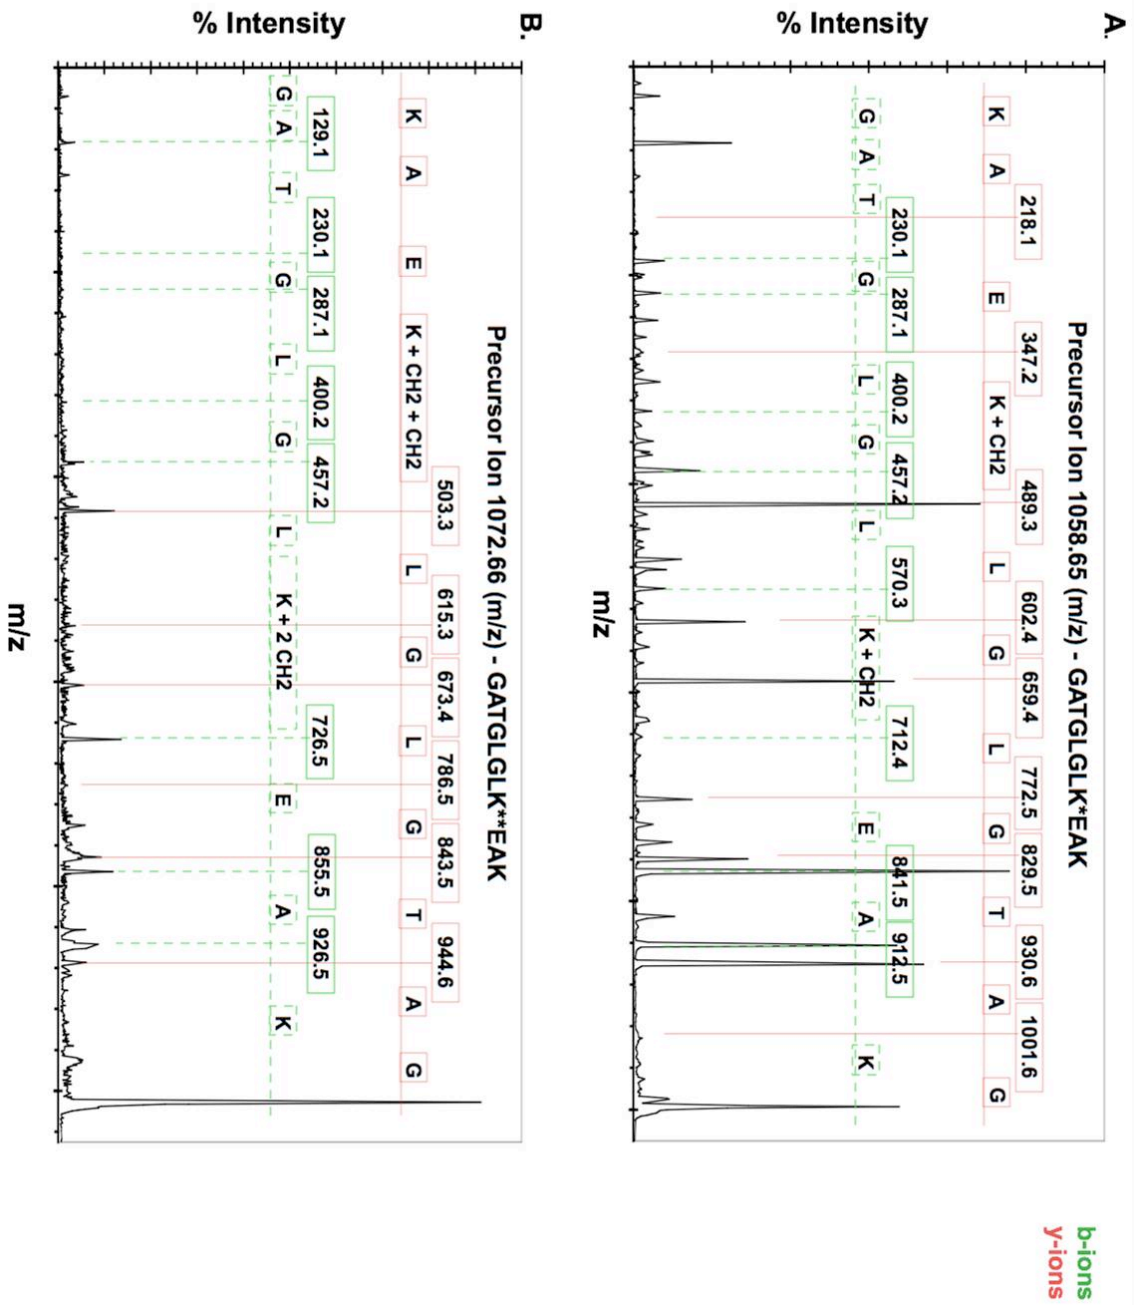 A.
Precursor Ion 1058.65 (m/z) - GATGLGLK*EAK
b-ions
y-ions
218.1 347.2 489.3 602.4 659.4 772.5 829.5 930.6 1001.6
K A E K + CH2 L G L G T A G
230.1 287.1 400.2 457.2 570.3 712.4 841.5 912.5
G A T G L G L K + CH2 E A K
% Intensity
m/z
B.
Precursor Ion 1072.66 (m/z) - GATGLGLK**EAK
503.3 615.3 673.4 786.5 843.5 944.6
K A E K + CH2 + CH2 L G L G T A G
129.1 230.1 287.1 400.2 457.2 726.5 855.5 926.5
G A T G L G L K + 2 CH2 E A K
% Intensity
m/z